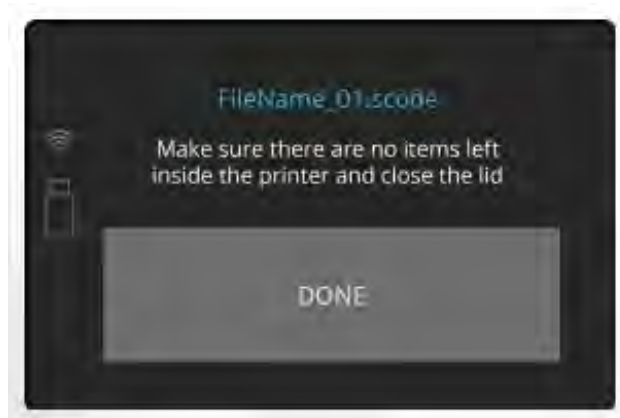 FileName_01.scode
Make sure there are no items left
inside the printer and close the lid
DONE